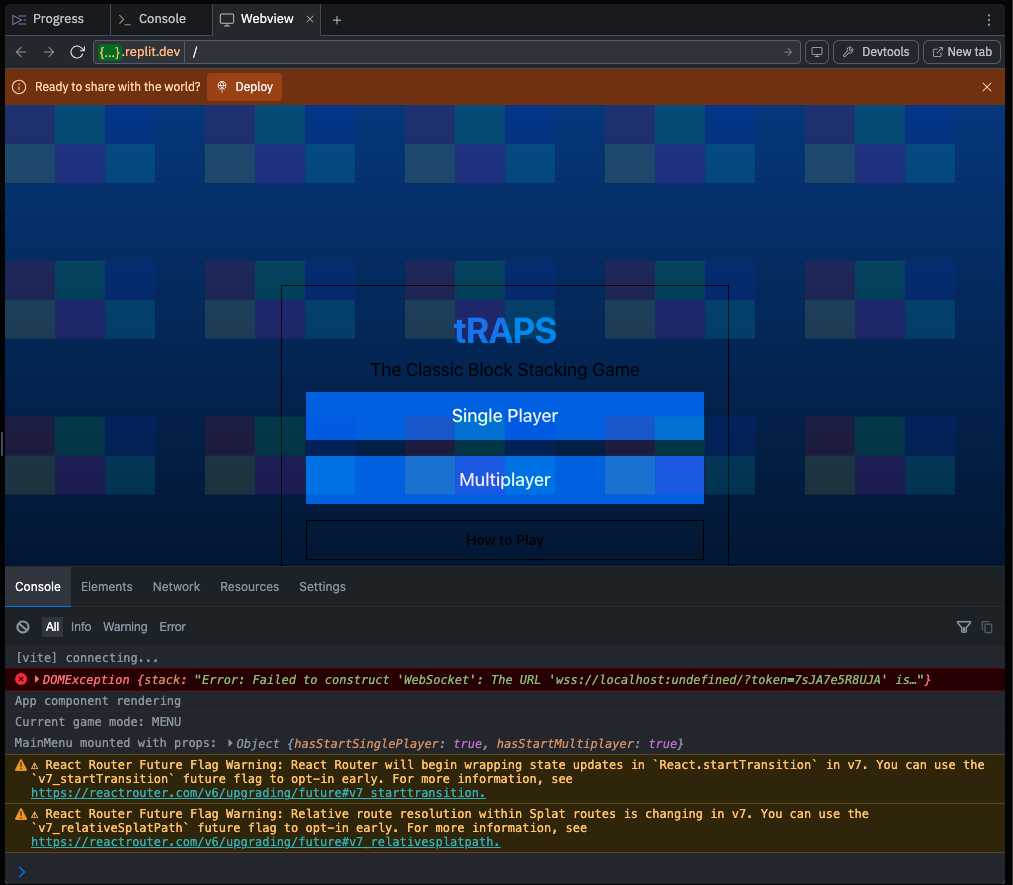 Progress
Console
Webview
{...}.replit.dev /
Devtools
New tab
Ready to share with the world? Deploy
tRAPS
The Classic Block Stacking Game
Single Player
Multiplayer
How to Play
Console Elements Network Resources Settings
All Info Warning Error
[vite] connecting...
DOMException {stack: "Error: Failed to construct 'WebSocket': The URL 'wss://localhost:undefined/?token=7sJA7e5R8UJA' is…"}
App component rendering
Current game mode: MENU
MainMenu mounted with props: Object {hasStartSinglePlayer: true, hasStartMultiplayer: true}
⚠ React Router Future Flag Warning: React Router will begin wrapping state updates in `React.startTransition` in v7. You can use the
`v7_startTransition` future flag to opt-in early. For more information, see
https://reactrouter.com/v6/upgrading/future#v7_starttransition.
⚠ React Router Future Flag Warning: Relative route resolution within Splat routes is changing in v7. You can use the
`v7_relativeSplatPath` future flag to opt-in early. For more information, see
https://reactrouter.com/v6/upgrading/future#v7_relativesplatpath.